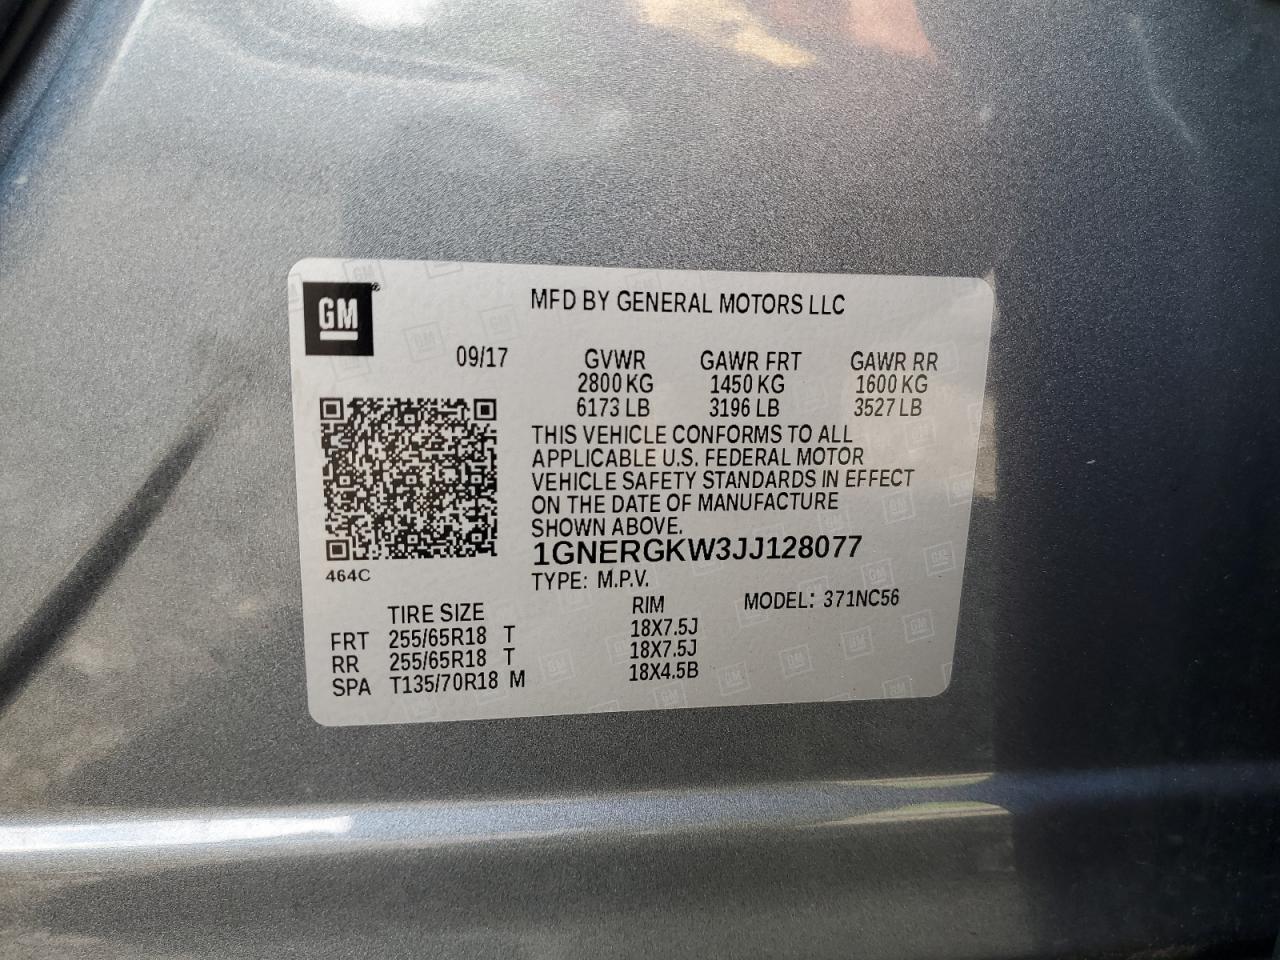 GM
MFD BY GENERAL MOTORS LLC
09/17 GVWR GAWR FRT GAWR RR
2800 KG 1450 KG 1600 KG
6173 LB 3196 LB 3527 LB
THIS VEHICLE CONFORMS TO ALL
APPLICABLE U.S. FEDERAL MOTOR
VEHICLE SAFETY STANDARDS IN EFFECT
ON THE DATE OF MANUFACTURE
SHOWN ABOVE.
1GNERGKW3JJ128077
464C
TYPE: M.P.V. MODEL: 371NC56
TIRE SIZE RIM
FRT 255/65R18 T 18X7.5J
RR 255/65R18 T 18X7.5J
SPA T135/70R18 M 18X4.5B